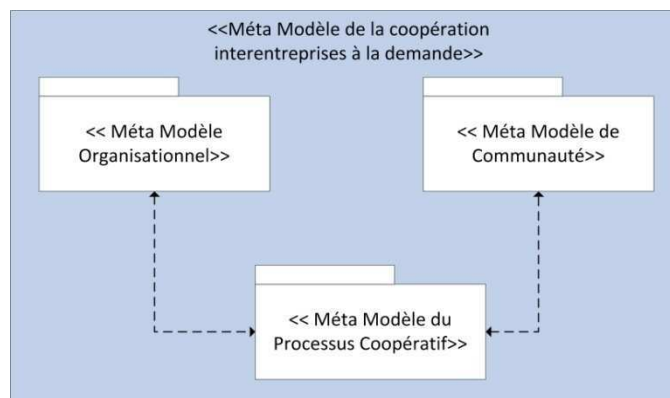 <<Méta Modèle de la coopération
interentreprises à la demande>>
<< Méta Modèle
Organisationnel>>
<< Méta Modèle de
Communauté>>
<< Méta Modèle du
Processus Coopératif>>